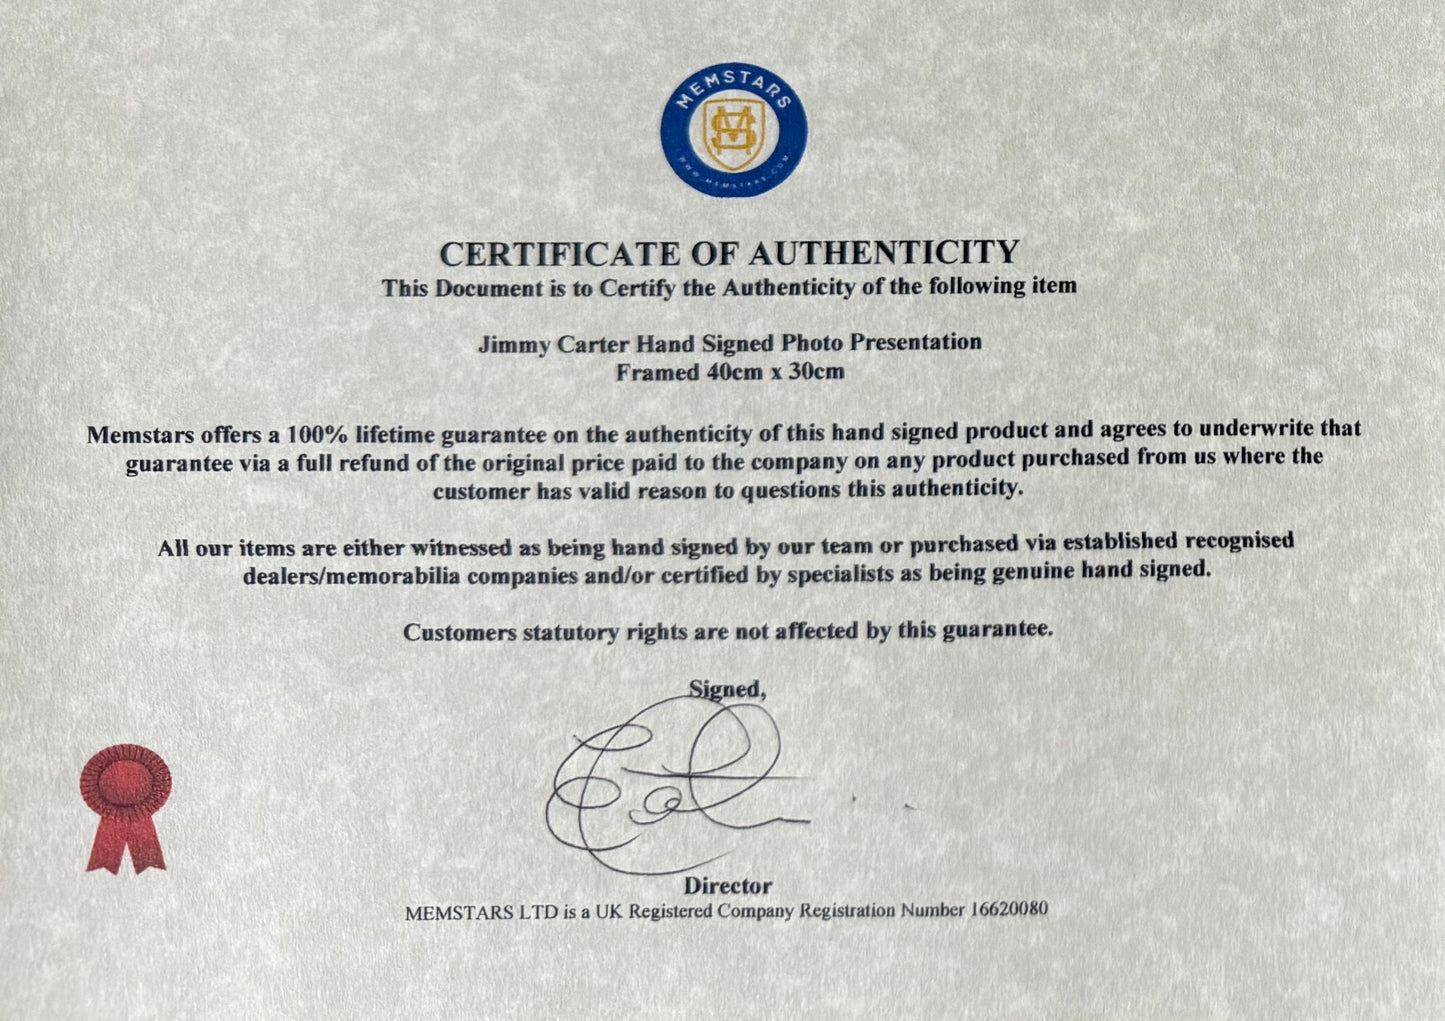 MEMSTARS
MS
WWW.MEMSTARS.COM
CERTIFICATE OF AUTHENTICITY
This Document is to Certify the Authenticity of the following item
Jimmy Carter Hand Signed Photo Presentation
Framed 40cm x 30cm
Memstars offers a 100% lifetime guarantee on the authenticity of this hand signed product and agrees to underwrite that
guarantee via a full refund of the original price paid to the company on any product purchased from us where the
customer has valid reason to questions this authenticity.
All our items are either witnessed as being hand signed by our team or purchased via established recognised
dealers/memorabilia companies and/or certified by specialists as being genuine hand signed.
Customers statutory rights are not affected by this guarantee.
Signed,
Director
MEMSTARS LTD is a UK Registered Company Registration Number 16620080